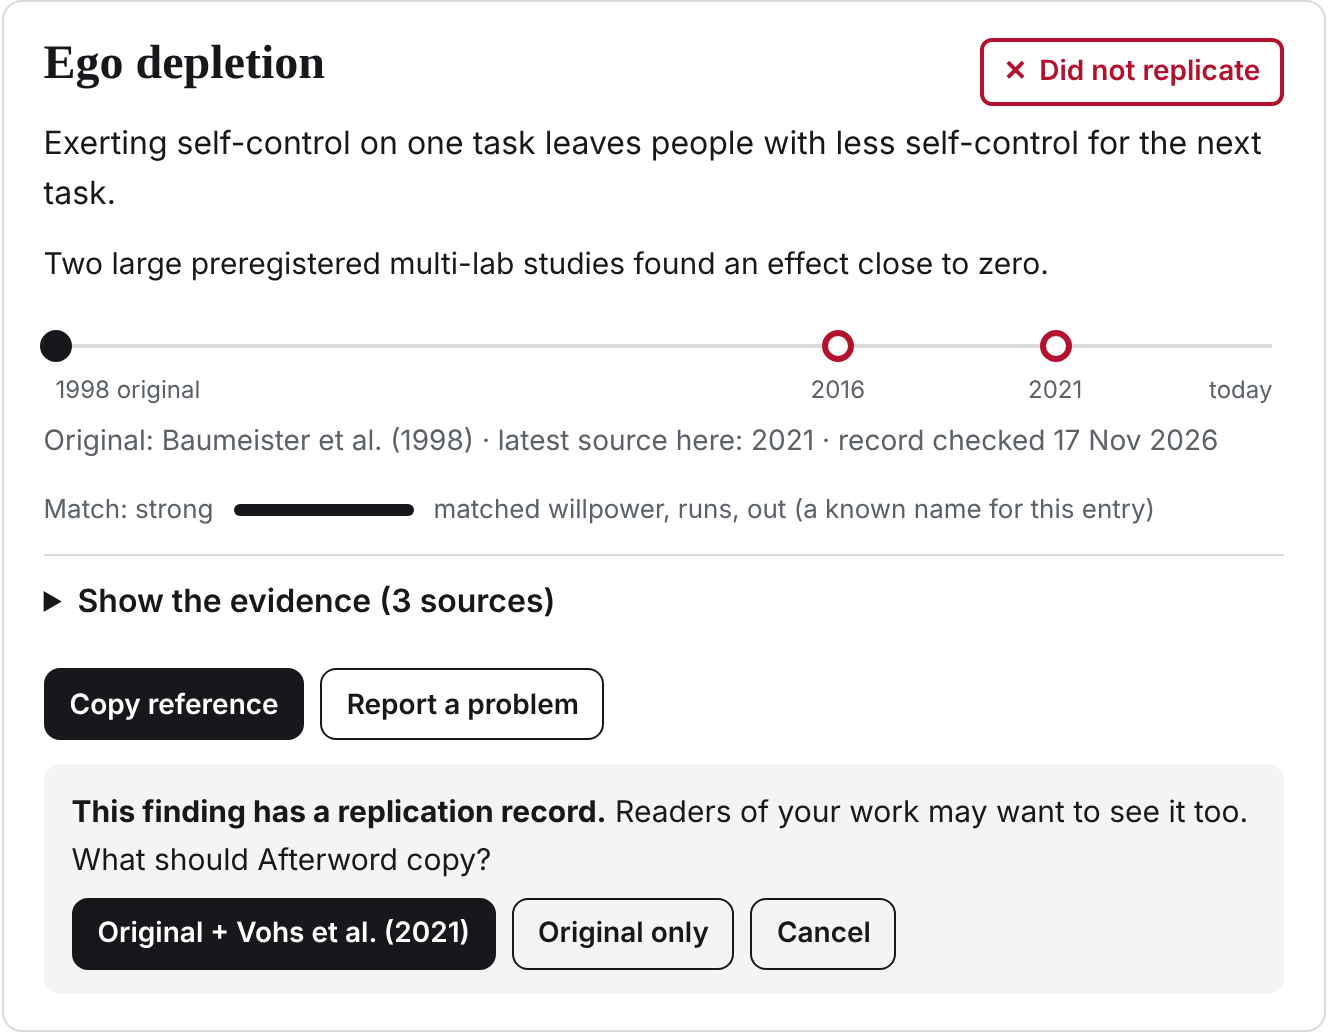 Ego depletion
✕ Did not replicate
Exerting self-control on one task leaves people with less self-control for the next
task.
Two large preregistered multi-lab studies found an effect close to zero.
1998 original
2016
2021
today
Original: Baumeister et al. (1998) · latest source here: 2021 · record checked 17 Nov 2026
Match: strong
matched willpower, runs, out (a known name for this entry)
▶ Show the evidence (3 sources)
Copy reference
Report a problem
This finding has a replication record. Readers of your work may want to see it too.
What should Afterword copy?
Original + Vohs et al. (2021)
Original only
Cancel